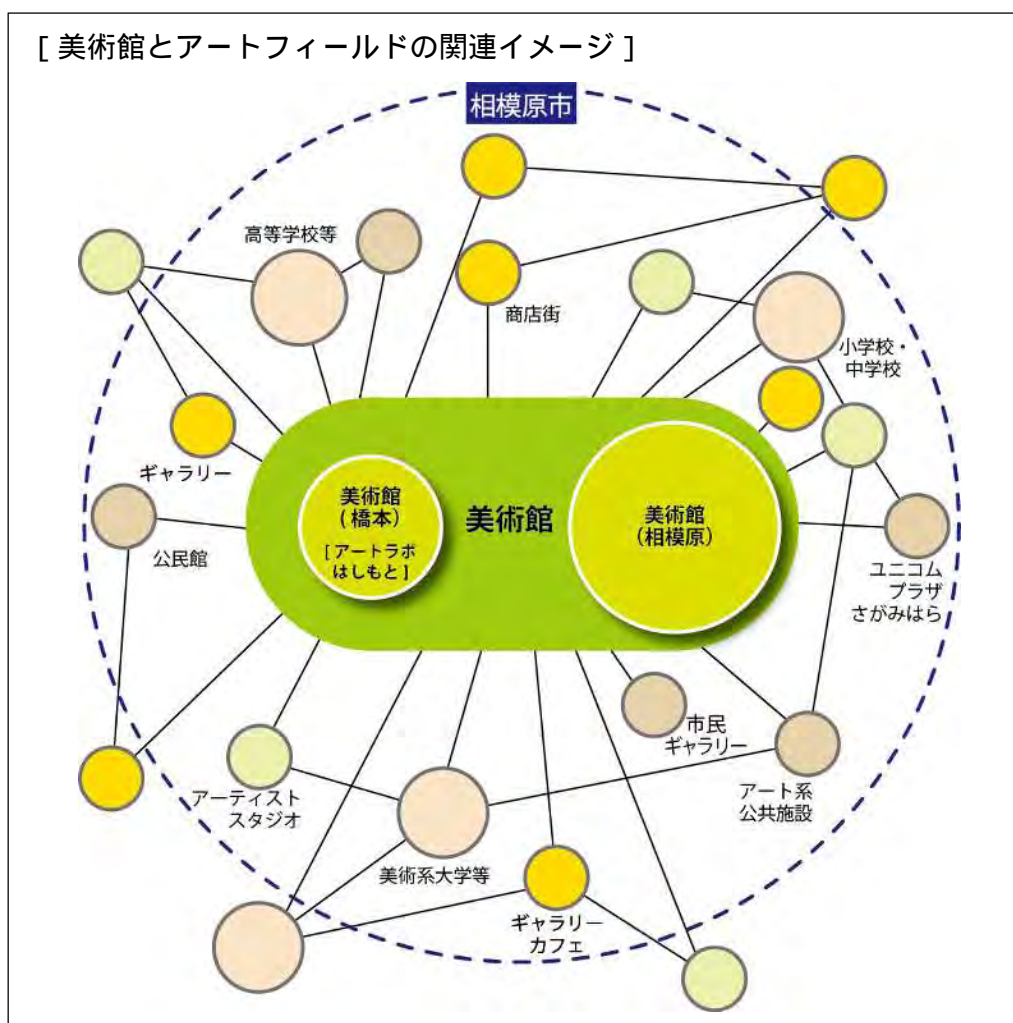 [ 美術館とアートフィールドの関連イメージ ]
相模原市
高等学校等
商店街
小学校・
中学校
ギャラリー
美術館
(橋本)
[ アートラボ
はしもと ]
美術館
美術館
(相模原)
公民館
ユニコム
プラザ
さがみはら
市民
ギャラリー
アーティスト
スタジオ
アート系
公共施設
美術系大学等
ギャラリー
カフェ